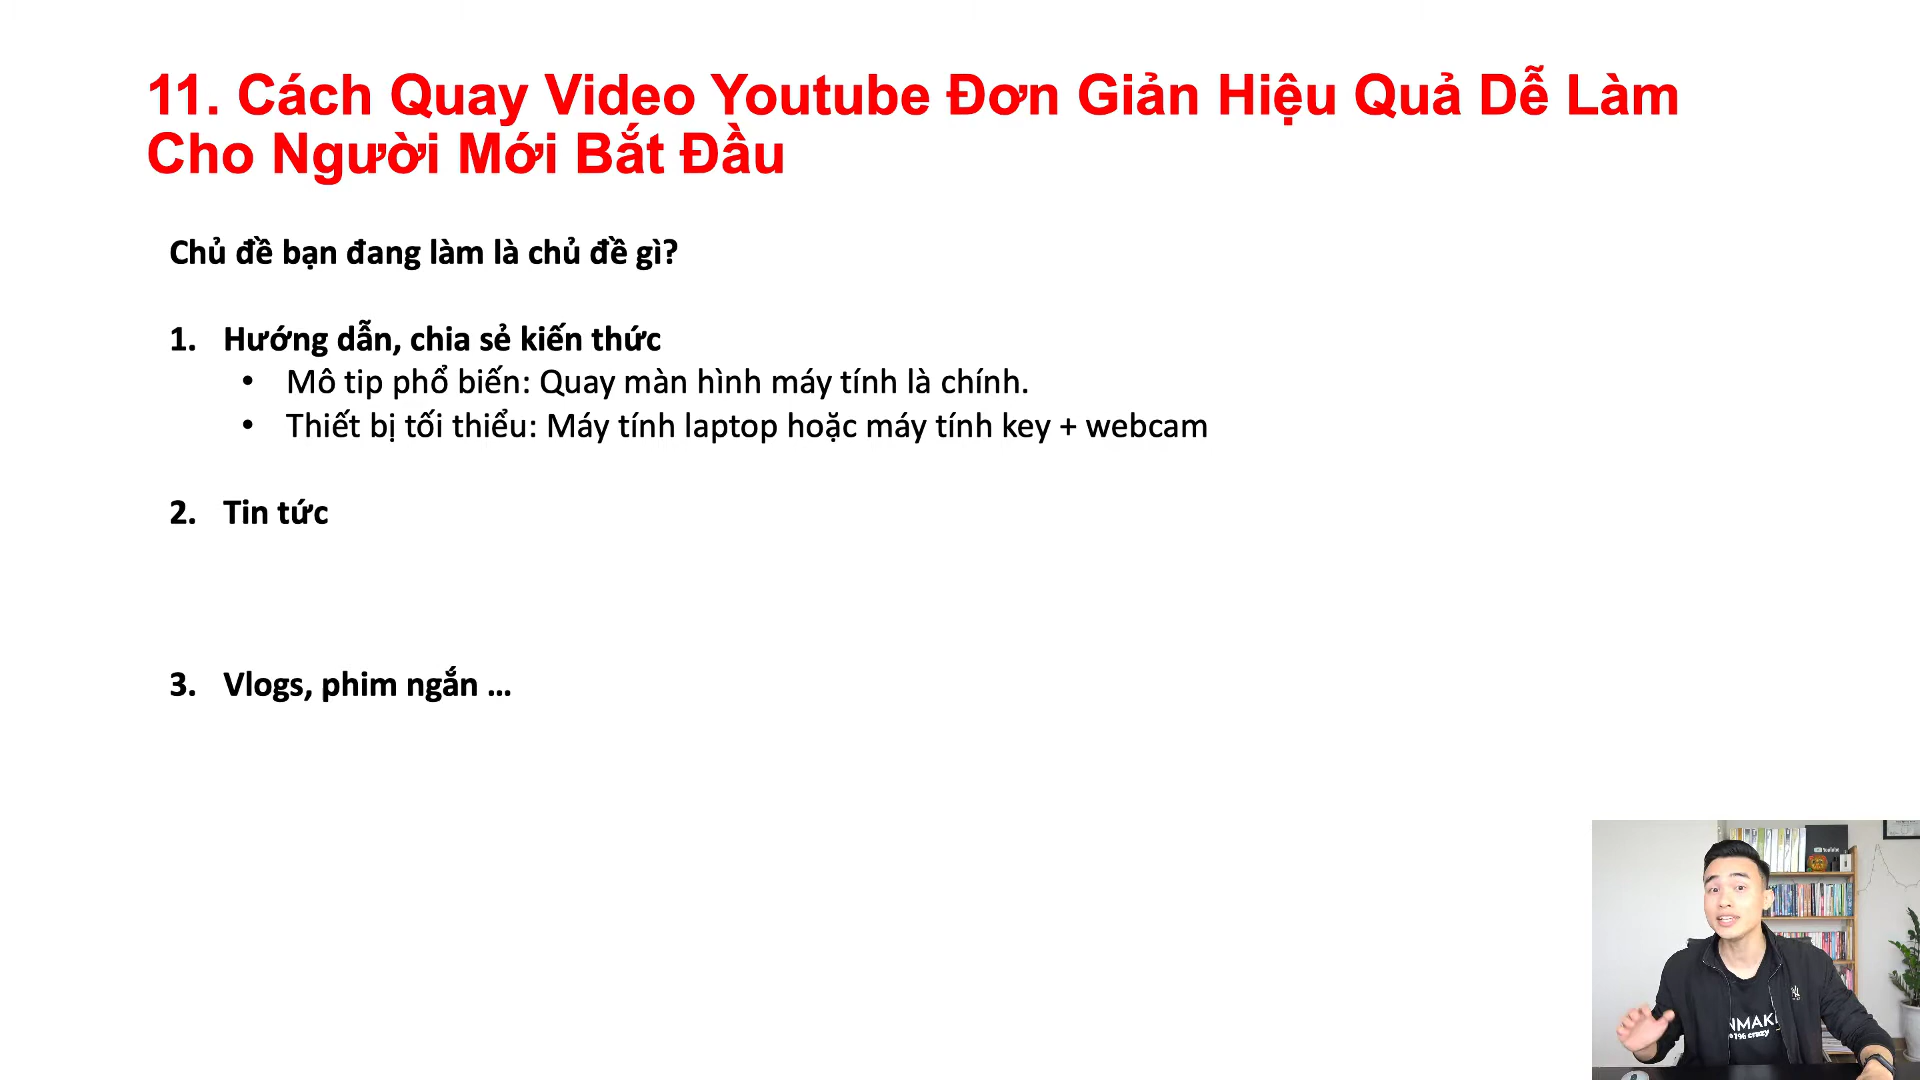 11. Cách Quay Video Youtube Đơn Giản Hiệu Quả Dễ Làm
Cho Người Mới Bắt Đầu
Chủ đề bạn đang làm là chủ đề gì?
1. Hướng dẫn, chia sẻ kiến thức
• Mô tip phổ biến: Quay màn hình máy tính là chính.
• Thiết bị tối thiểu: Máy tính laptop hoặc máy tính key + webcam
2. Tin tức
3. Vlogs, phim ngắn ...
YouTube